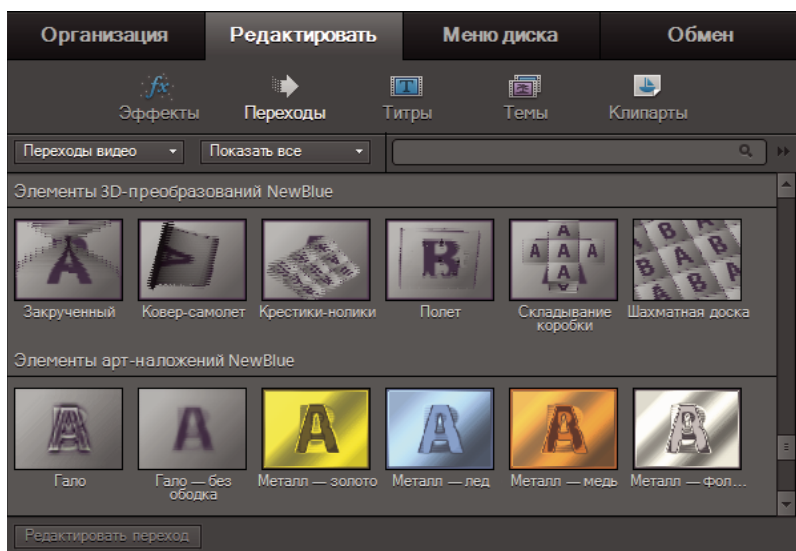 Организация Редактировать Меню диска Обмен
Эффекты Переходы Титры Темы Клипарты
Переходы видео Показать все
Элементы 3D-преобразований NewBlue
Закрученный Ковер-самолет Крестики-нолики Полет Складывание коробки Шахматная доска
Элементы арт-наложений NewBlue
Гало Гало — без ободка Металл — золото Металл — лед Металл — медь Металл — фол...
Редактировать переход